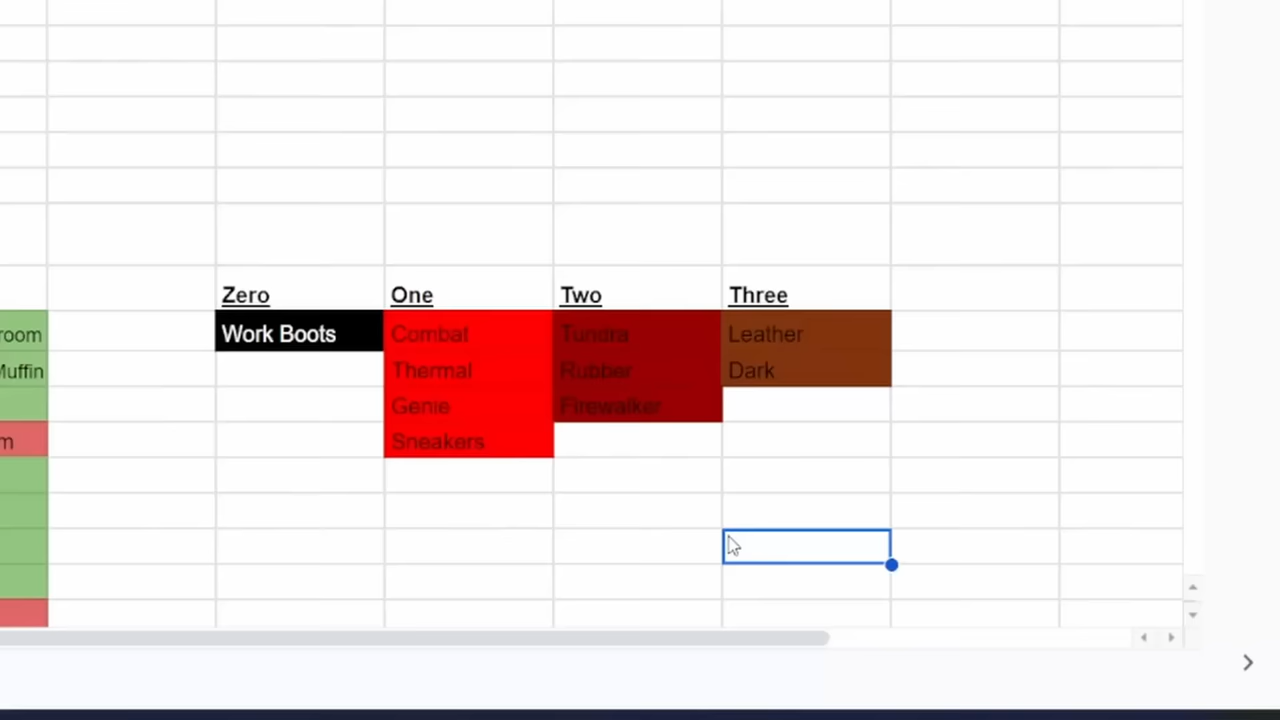 Zero One Two Three
room Work Boots Combat Tundra Leather
Muffin Thermal Rubber Dark
Genie Firewalker
m Sneakers